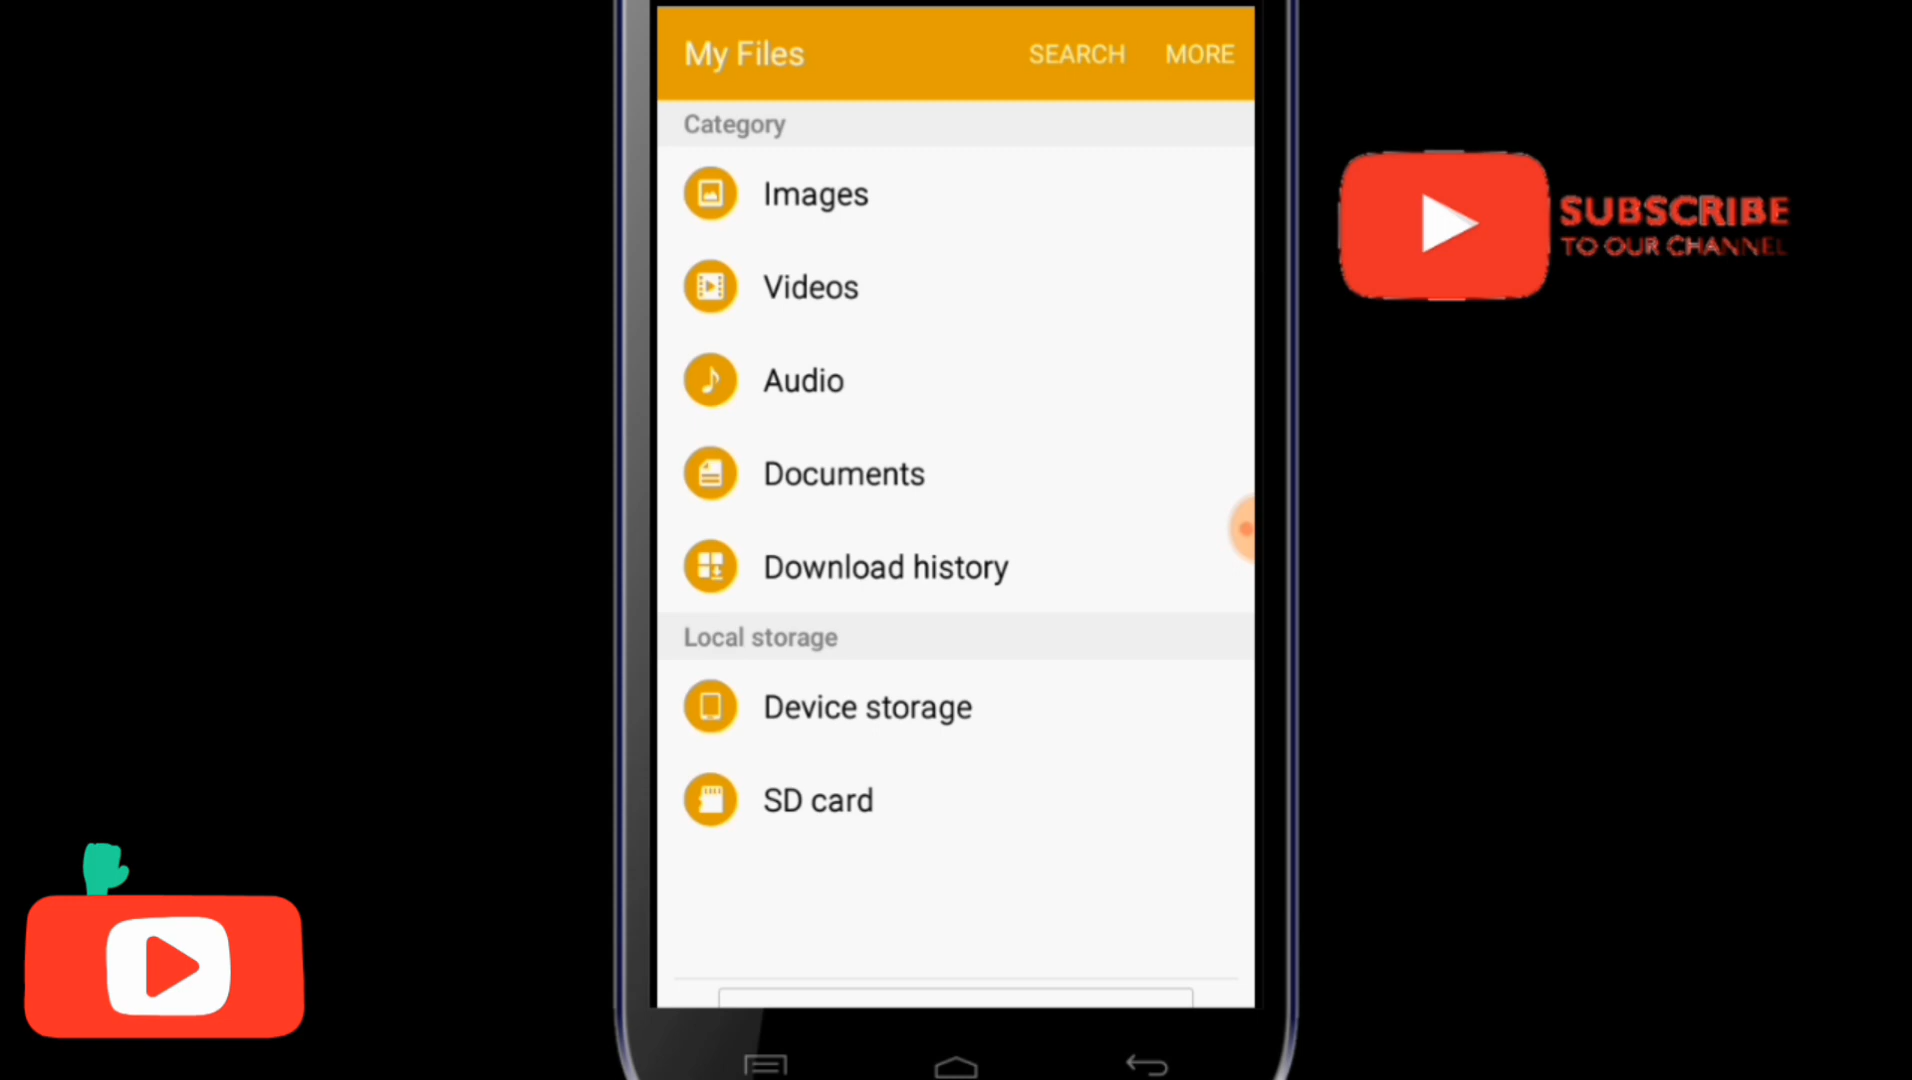 My Files SEARCH MORE
Category
Images
Videos
Audio
Documents
Download history
Local storage
Device storage
SD card
SUBSCRIBE
TO OUR CHANNEL